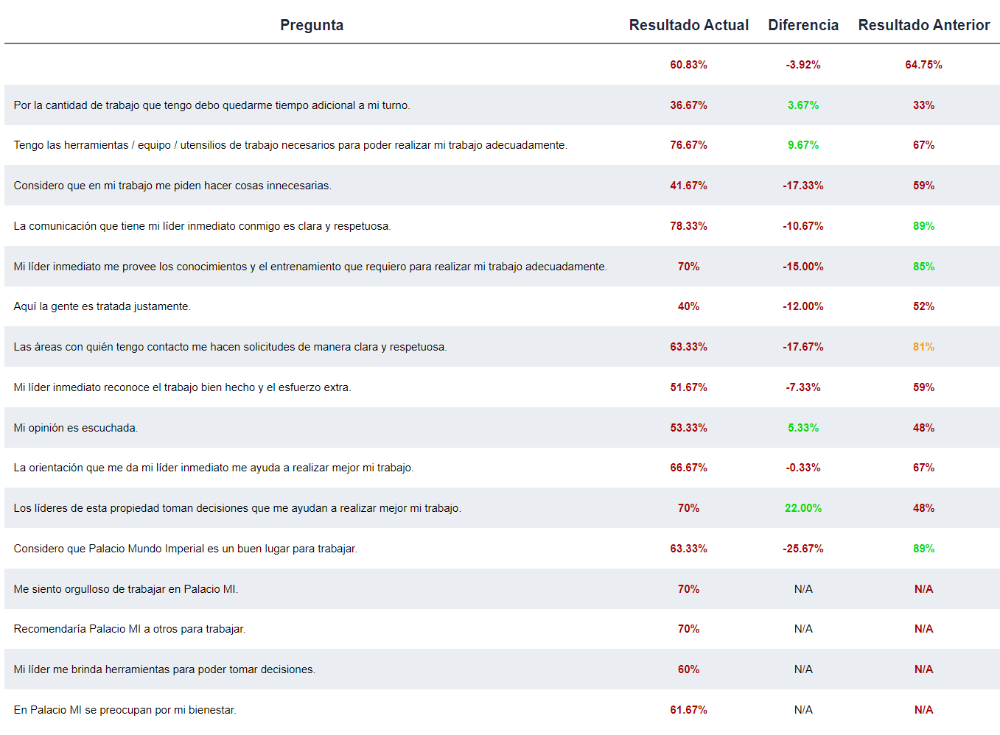 Pregunta Resultado Actual Diferencia Resultado Anterior
60.83% -3.92% 64.75%
Por la cantidad de trabajo que tengo debo quedarme tiempo adicional a mi turno. 36.67% 3.67% 33%
Tengo las herramientas / equipo / utensilios de trabajo necesarios para poder realizar mi trabajo adecuadamente. 76.67% 9.67% 67%
Considero que en mi trabajo me piden hacer cosas innecesarias. 41.67% -17.33% 59%
La comunicación que tiene mi líder inmediato conmigo es clara y respetuosa. 78.33% -10.67% 89%
Mi líder inmediato me provee los conocimientos y el entrenamiento que requiero para realizar mi trabajo adecuadamente. 70% -15.00% 85%
Aquí la gente es tratada justamente. 40% -12.00% 52%
Las áreas con quién tengo contacto me hacen solicitudes de manera clara y respetuosa. 63.33% -17.67% 81%
Mi líder inmediato reconoce el trabajo bien hecho y el esfuerzo extra. 51.67% -7.33% 59%
Mi opinión es escuchada. 53.33% 5.33% 48%
La orientación que me da mi líder inmediato me ayuda a realizar mejor mi trabajo. 66.67% -0.33% 67%
Los líderes de esta propiedad toman decisiones que me ayudan a realizar mejor mi trabajo. 70% 22.00% 48%
Considero que Palacio Mundo Imperial es un buen lugar para trabajar. 63.33% -25.67% 89%
Me siento orgulloso de trabajar en Palacio MI. 70% N/A N/A
Recomendaría Palacio MI a otros para trabajar. 70% N/A N/A
Mi líder me brinda herramientas para poder tomar decisiones. 60% N/A N/A
En Palacio MI se preocupan por mi bienestar. 61.67% N/A N/A